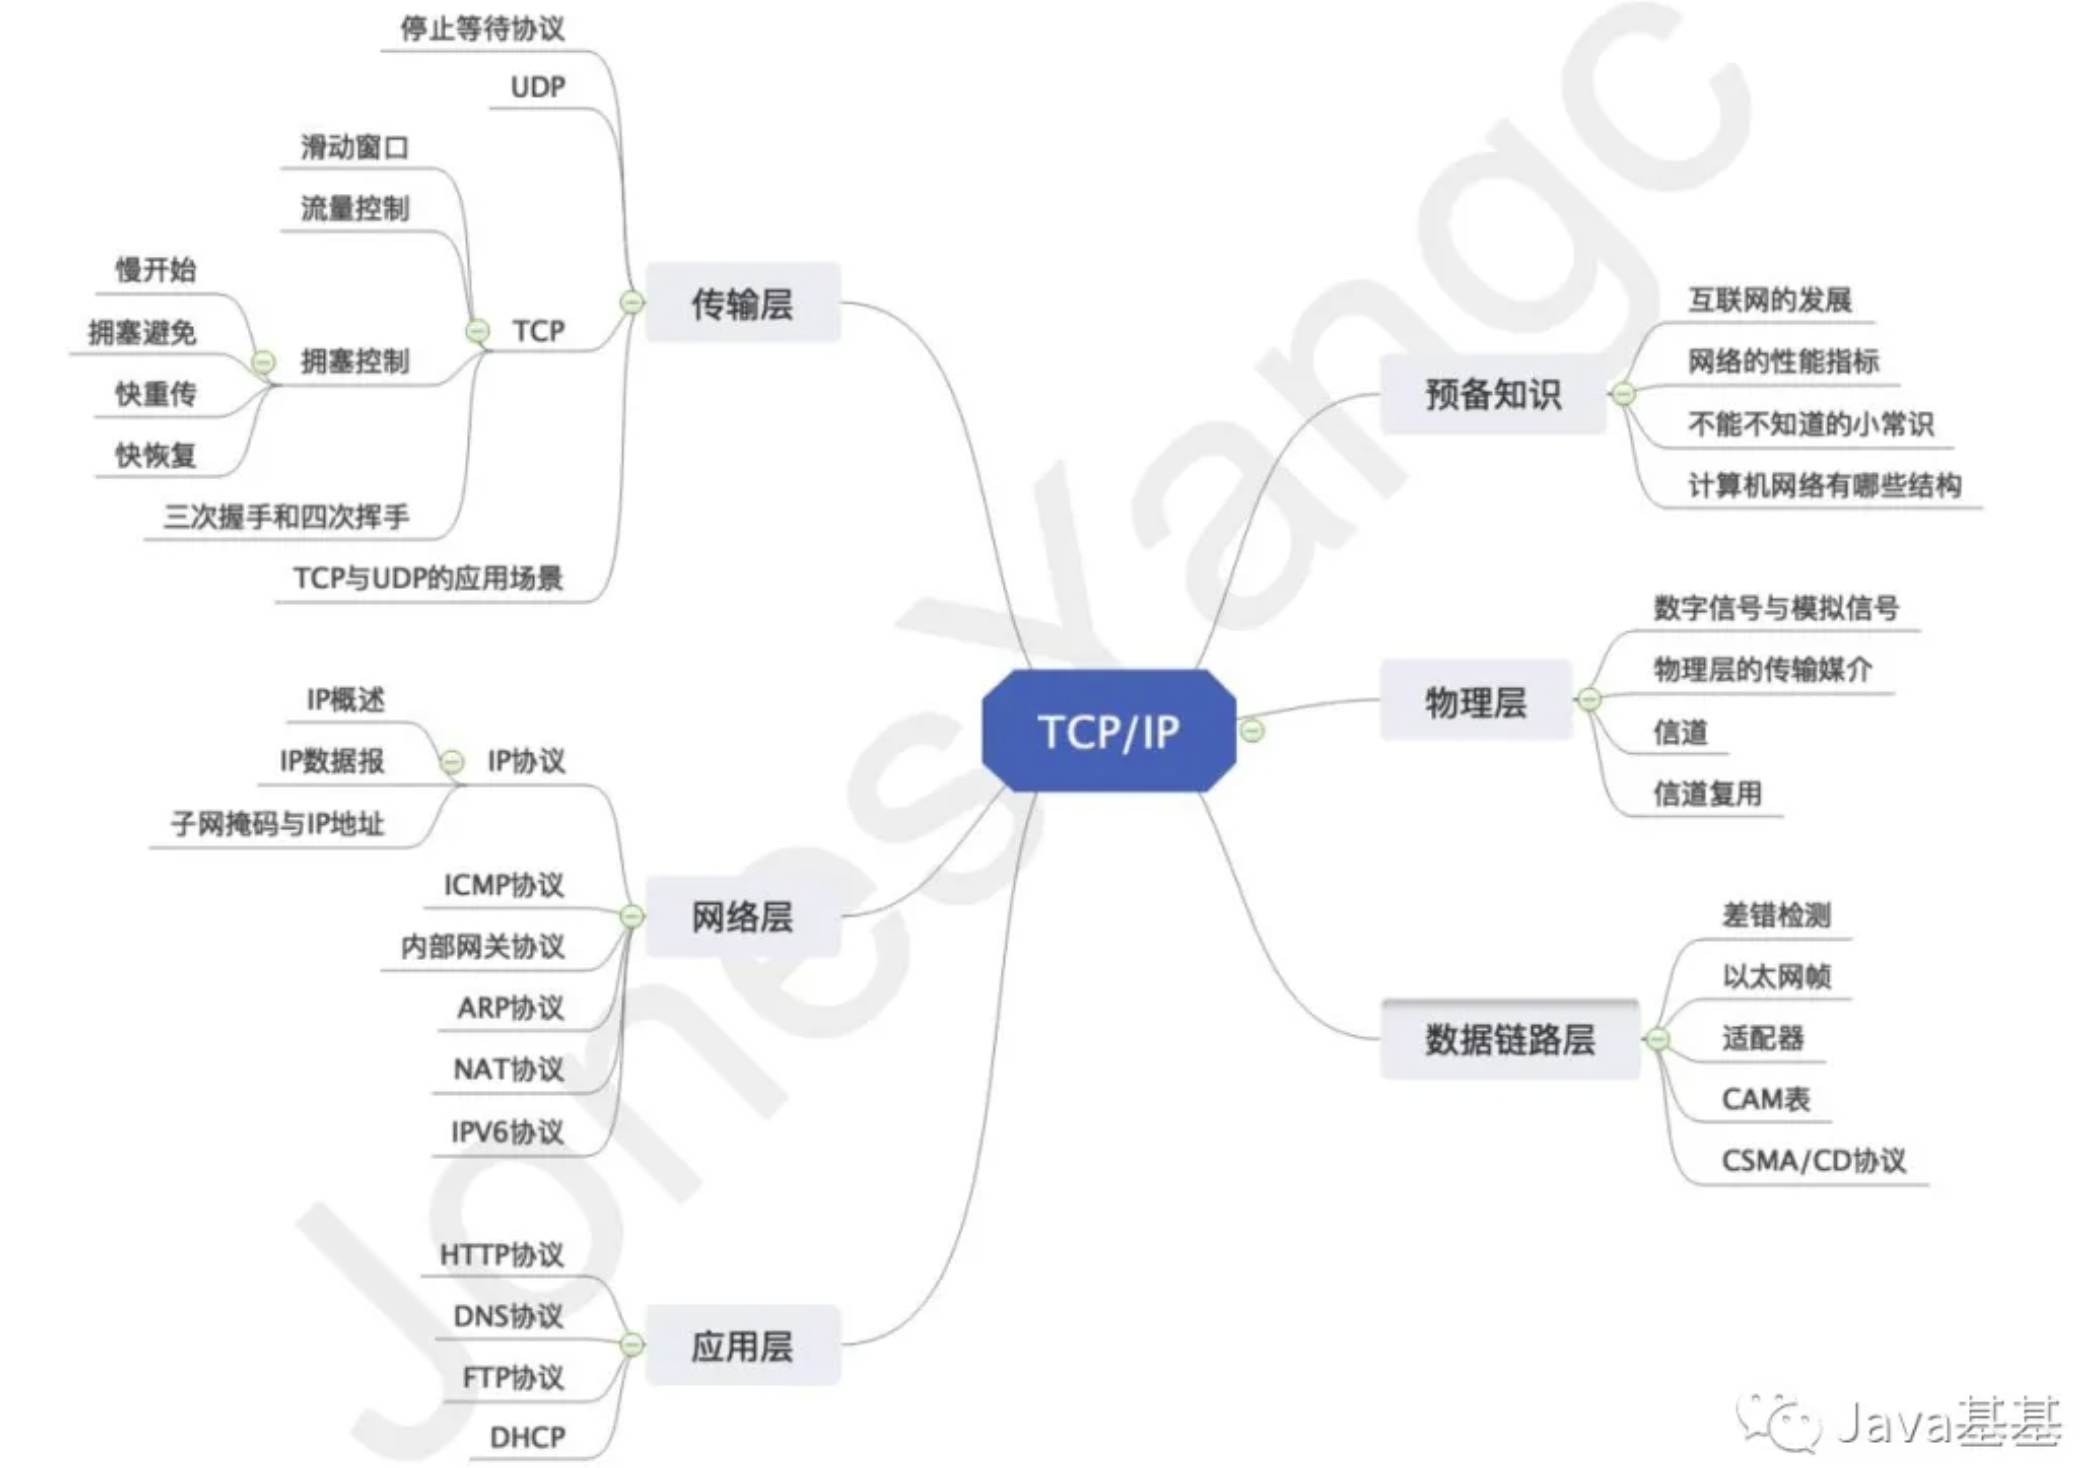 停止等待协议
UDP
滑动窗口
流量控制
慢开始
拥塞避免
快重传
快恢复
拥塞控制
三次握手和四次挥手
TCP
TCP与UDP的应用场景
传输层
IP概述
IP数据报
子网掩码与IP地址
IP协议
ICMP协议
内部网关协议
ARP协议
NAT协议
IPV6协议
网络层
HTTP协议
DNS协议
FTP协议
DHCP
应用层
TCP/IP
预备知识
互联网的发展
网络的性能指标
不能不知道的小常识
计算机网络有哪些结构
物理层
数字信号与模拟信号
物理层的传输媒介
信道
信道复用
数据链路层
差错检测
以太网帧
适配器
CAM表
CSMA/CD协议
JonesYangc
Java基基